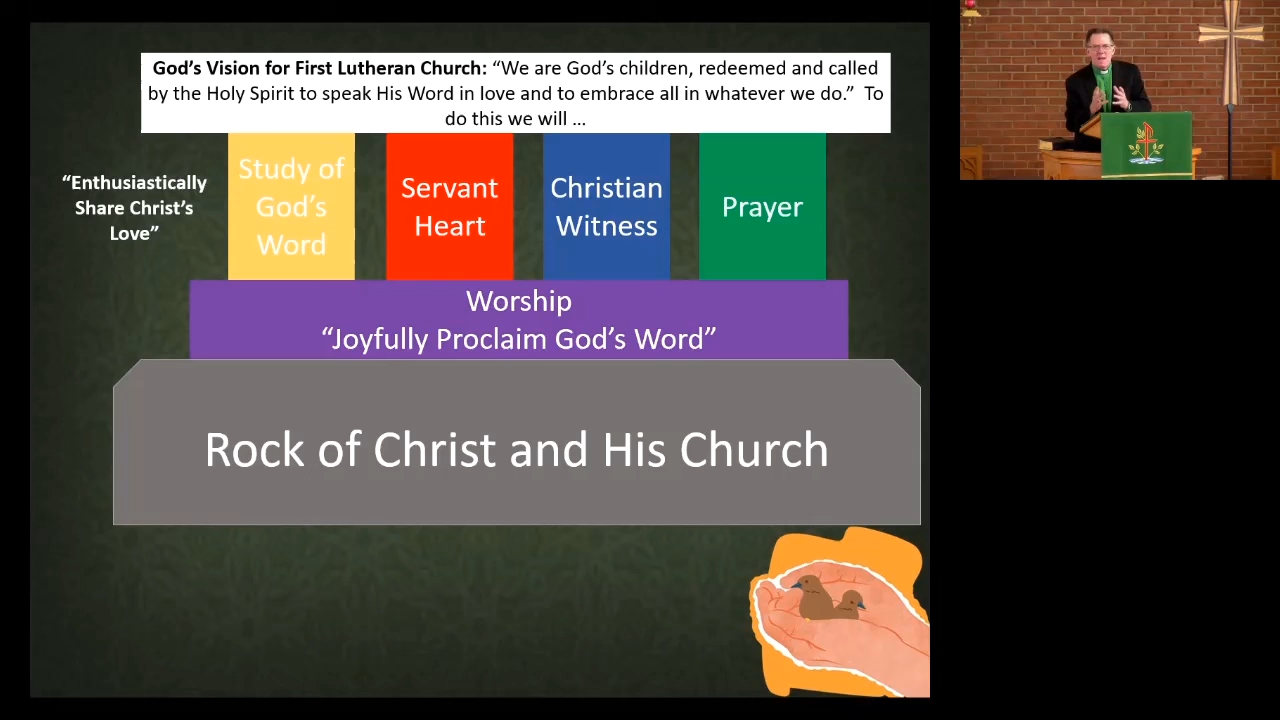 God's Vision for First Lutheran Church: “We are God's children, redeemed and called
by the Holy Spirit to speak His Word in love and to embrace all in whatever we do.” To
do this we will ...
“Enthusiastically
Share Christ's
Love”
Study of
God's
Word
Servant
Heart
Christian
Witness
Prayer
Worship
“Joyfully Proclaim God's Word”
Rock of Christ and His Church